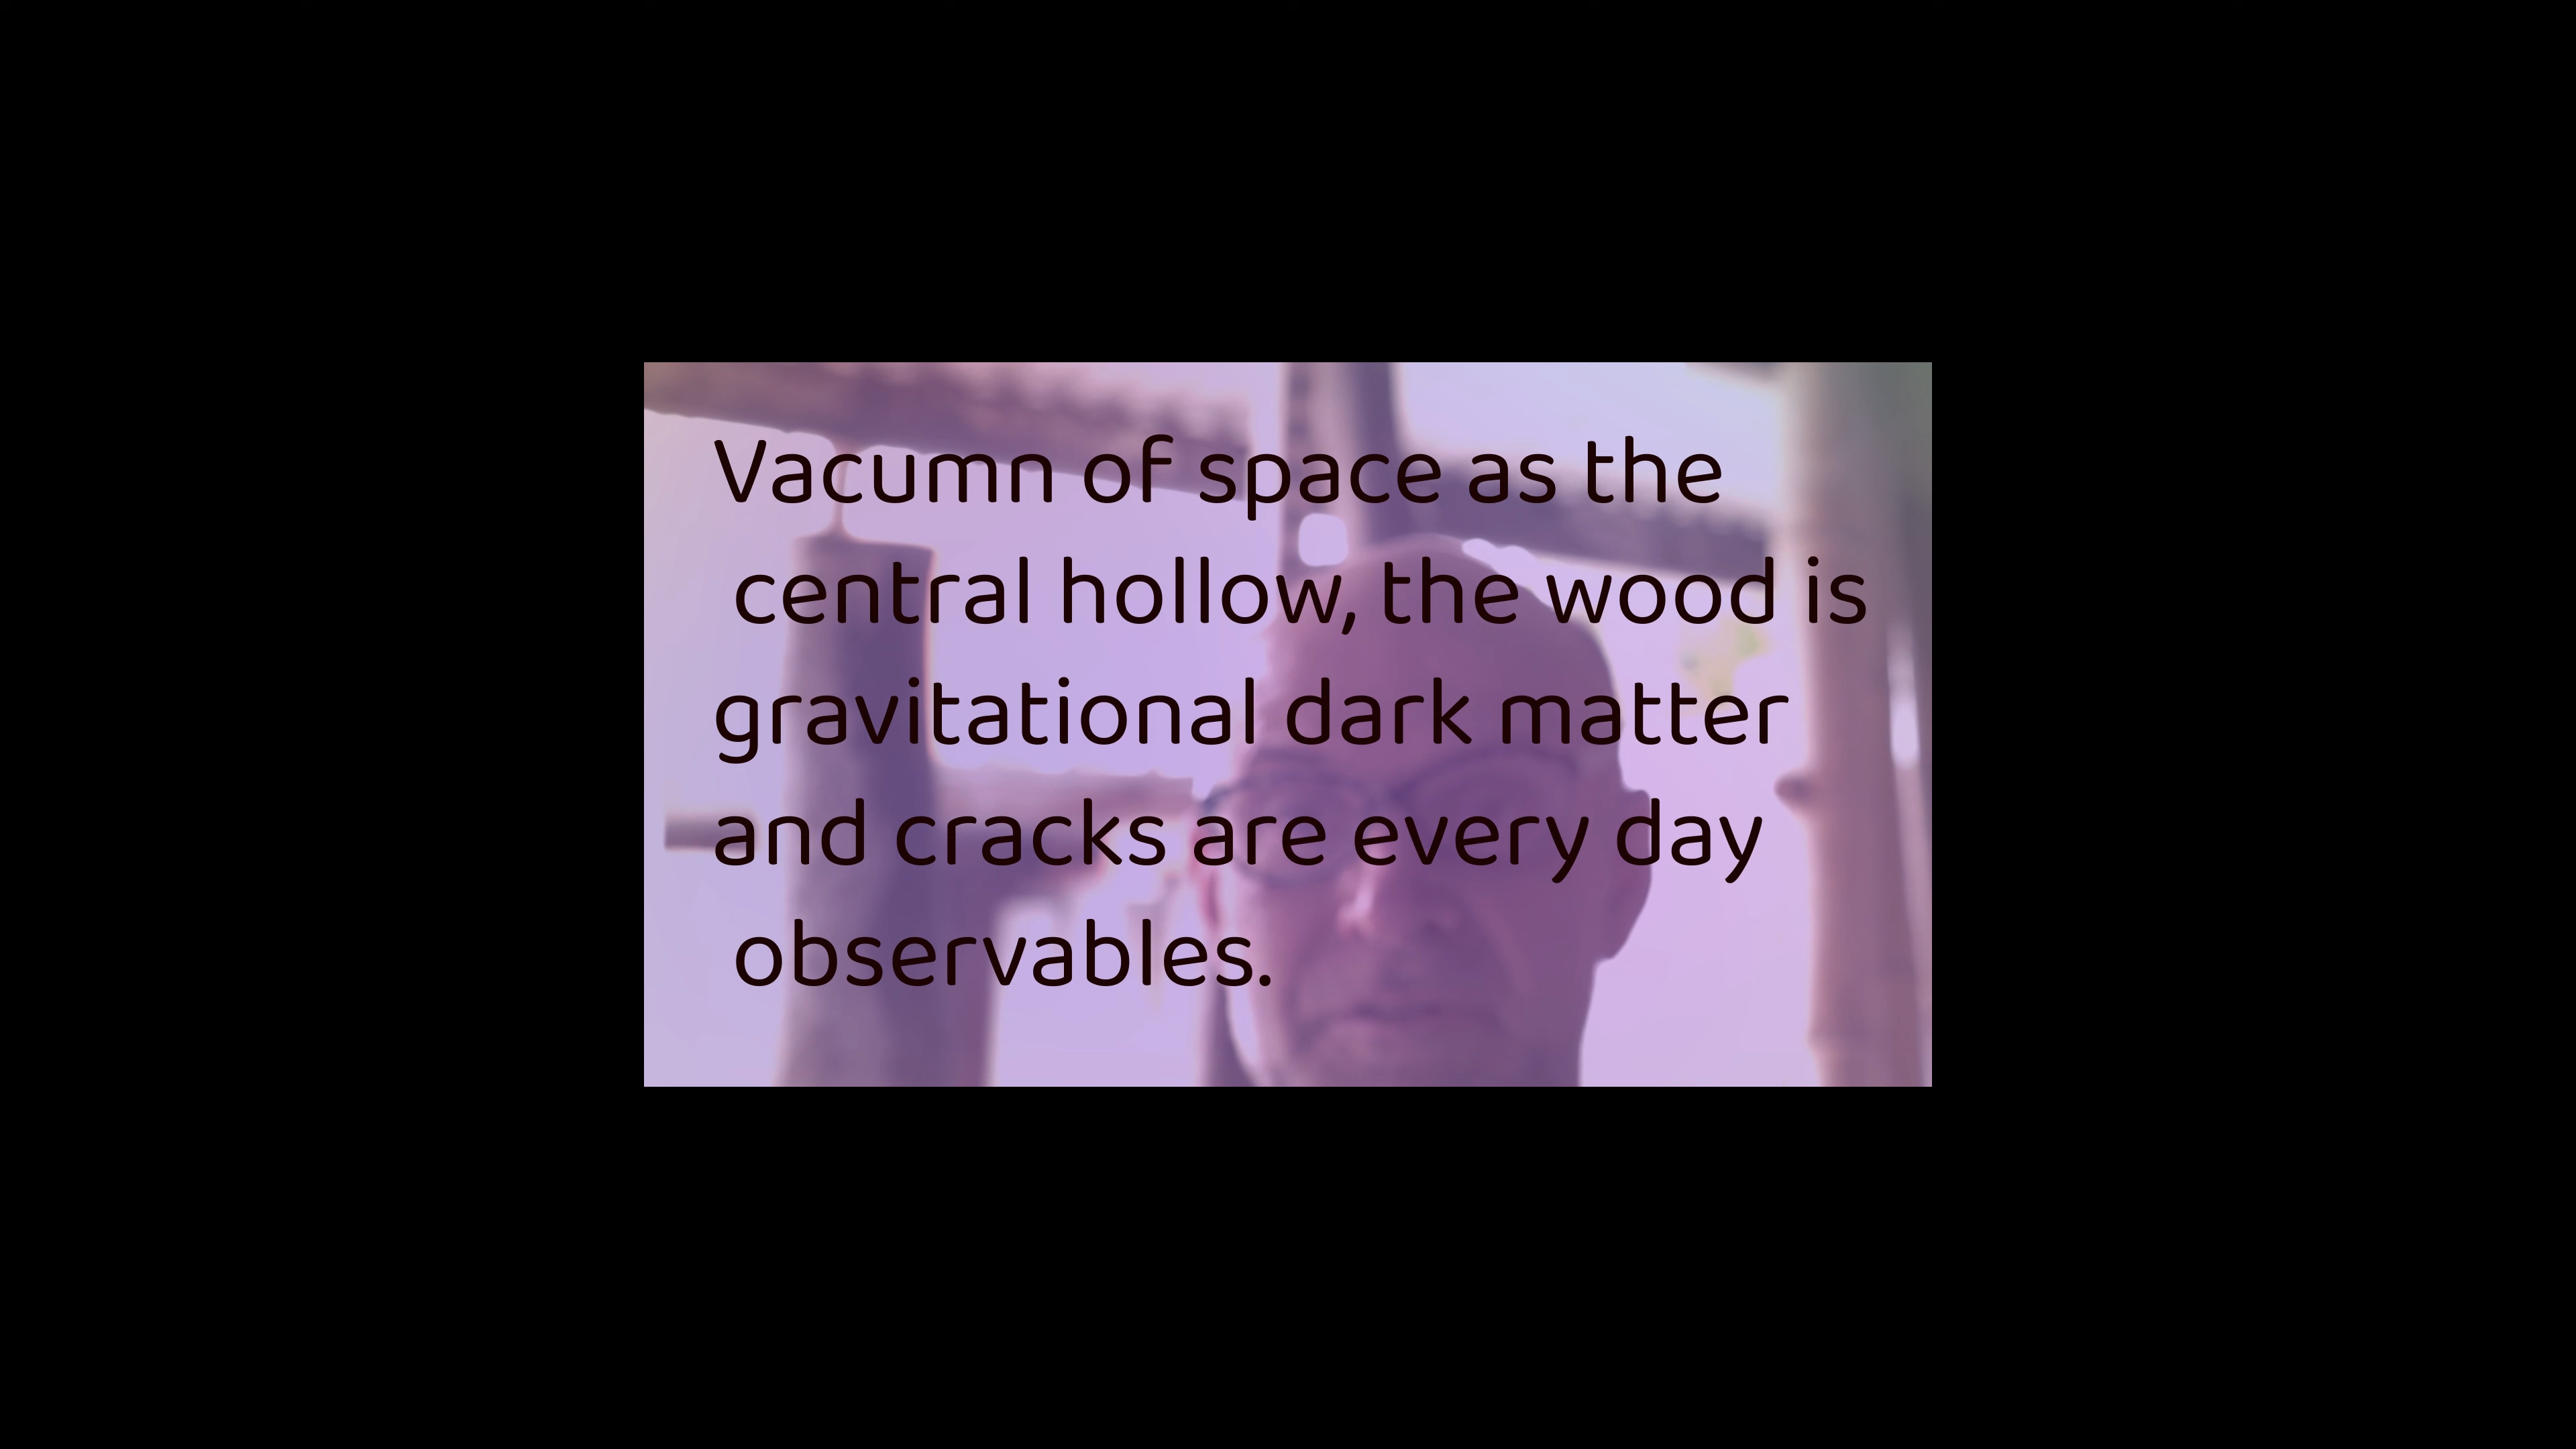 Vacumn of space as the
central hollow, the wood is
gravitational dark matter
and cracks are every day
observables.